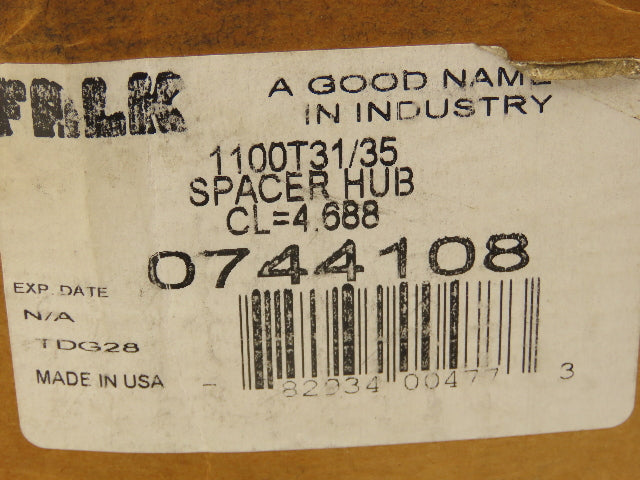 FALK
A GOOD NAME
IN INDUSTRY
1100T31/35
SPACER HUB
CL=4.688
0744108
EXP. DATE
N/A
TDG28
MADE IN USA
- 82934 00477 3